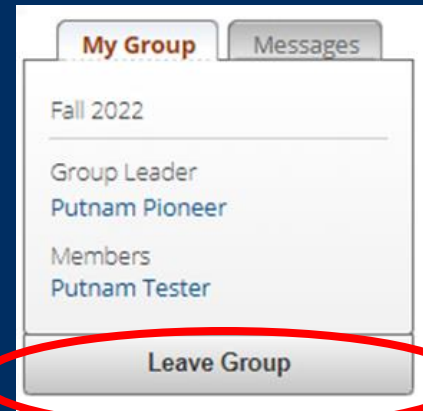 My Group Messages
Fall 2022
Group Leader
Putnam Pioneer
Members
Putnam Tester
Leave Group